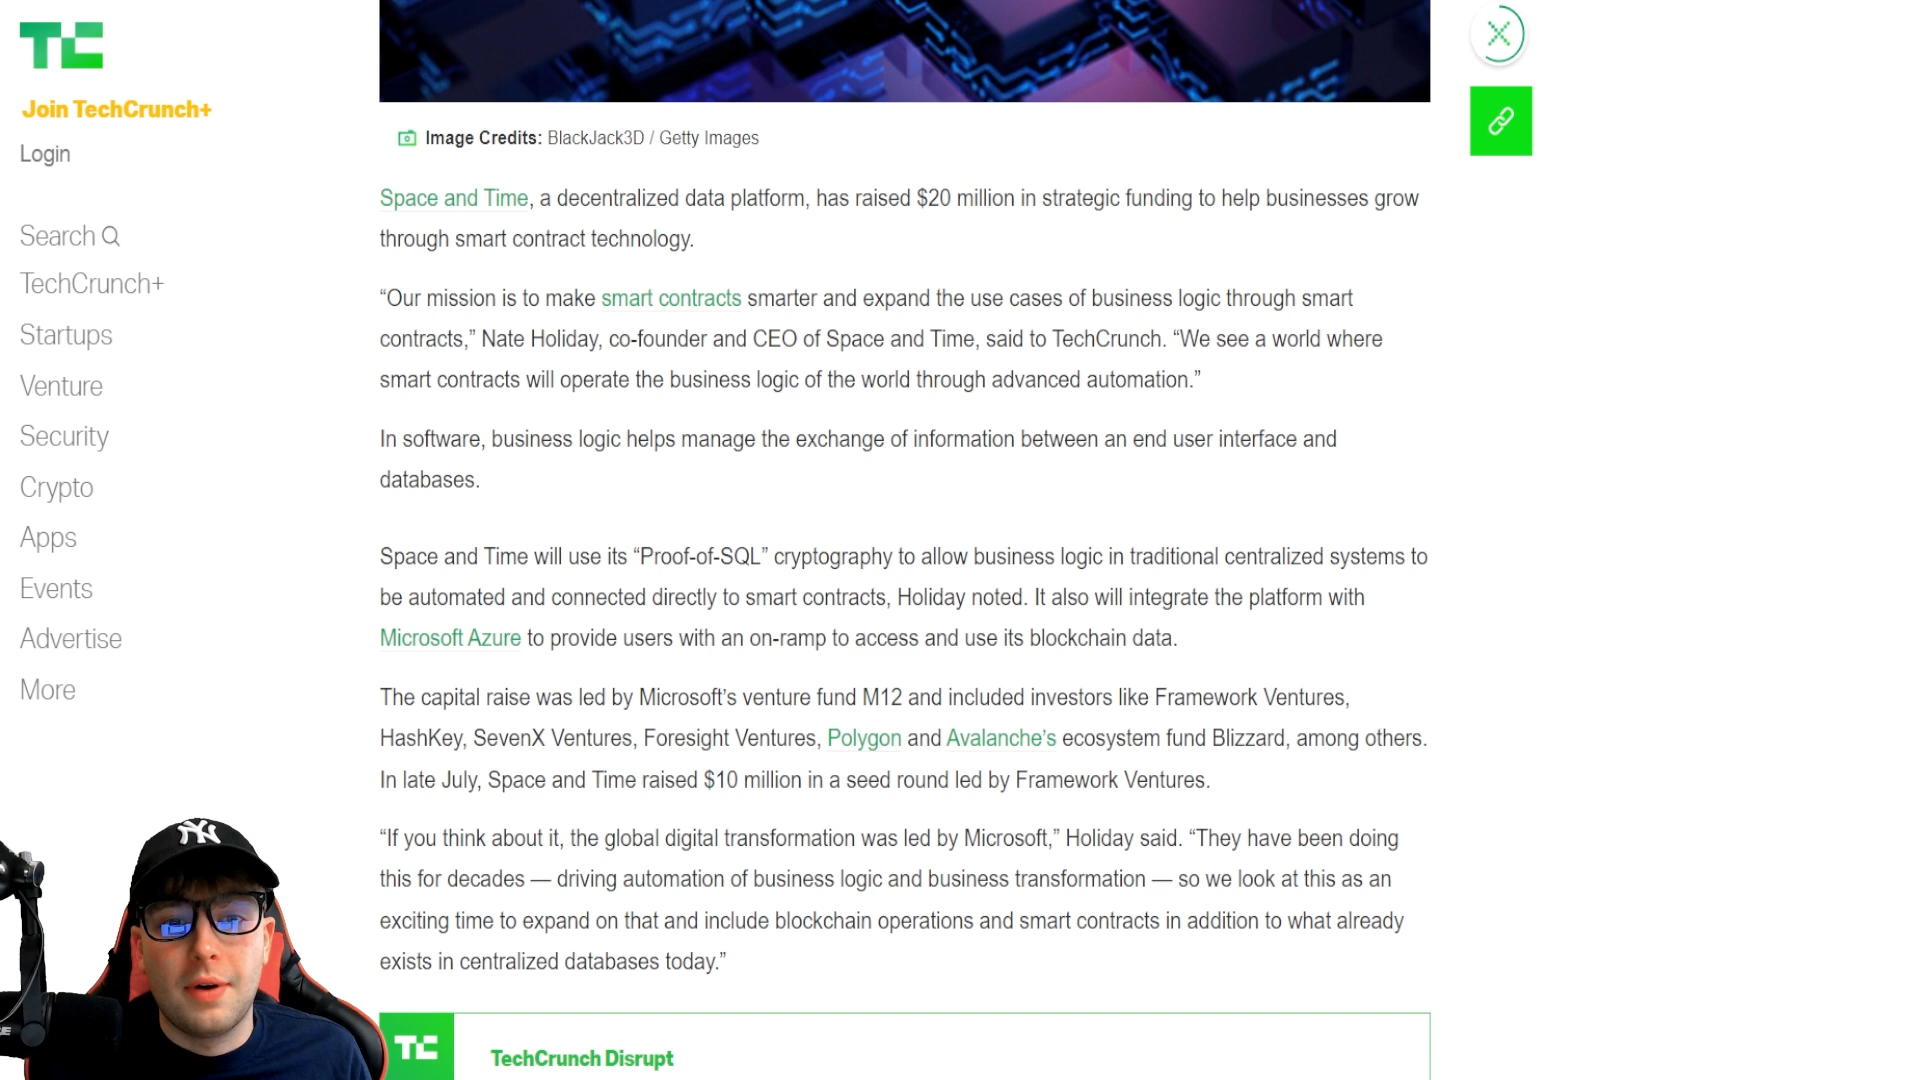 TC
Join TechCrunch+
Login
Search
TechCrunch+
Startups
Venture
Security
Crypto
Apps
Events
Advertise
More
Image Credits: BlackJack3D / Getty Images
Space and Time, a decentralized data platform, has raised $20 million in strategic funding to help businesses grow
through smart contract technology.
“Our mission is to make smart contracts smarter and expand the use cases of business logic through smart
contracts,” Nate Holiday, co-founder and CEO of Space and Time, said to TechCrunch. “We see a world where
smart contracts will operate the business logic of the world through advanced automation.”
In software, business logic helps manage the exchange of information between an end user interface and
databases.
Space and Time will use its “Proof-of-SQL” cryptography to allow business logic in traditional centralized systems to
be automated and connected directly to smart contracts, Holiday noted. It also will integrate the platform with
Microsoft Azure to provide users with an on-ramp to access and use its blockchain data.
The capital raise was led by Microsoft’s venture fund M12 and included investors like Framework Ventures,
HashKey, SevenX Ventures, Foresight Ventures, Polygon and Avalanche’s ecosystem fund Blizzard, among others.
In late July, Space and Time raised $10 million in a seed round led by Framework Ventures.
“If you think about it, the global digital transformation was led by Microsoft,” Holiday said. “They have been doing
this for decades — driving automation of business logic and business transformation — so we look at this as an
exciting time to expand on that and include blockchain operations and smart contracts in addition to what already
exists in centralized databases today.”
TC
TechCrunch Disrupt
NY